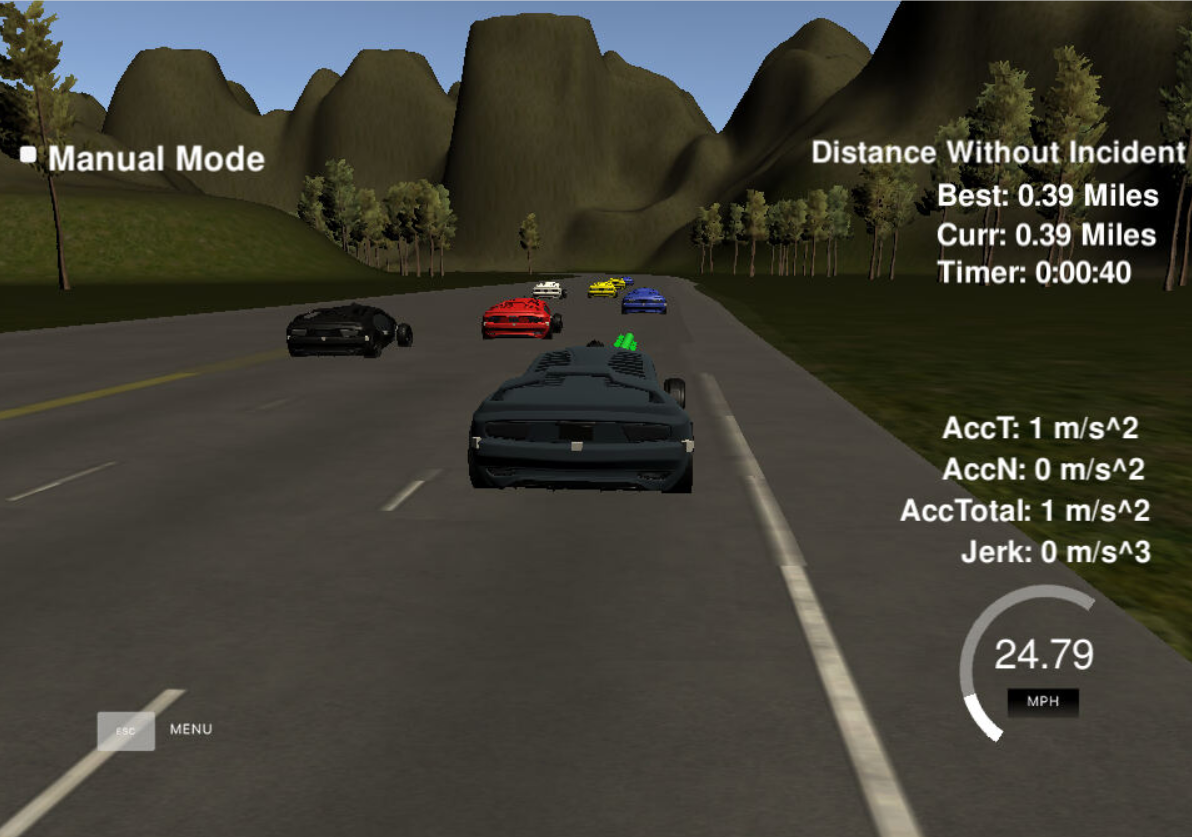 Manual Mode
Distance Without Incident
Best: 0.39 Miles
Curr: 0.39 Miles
Timer: 0:00:40
AccT: 1 m/s^2
AccN: 0 m/s^2
AccTotal: 1 m/s^2
Jerk: 0 m/s^3
24.79
MPH
ESC MENU